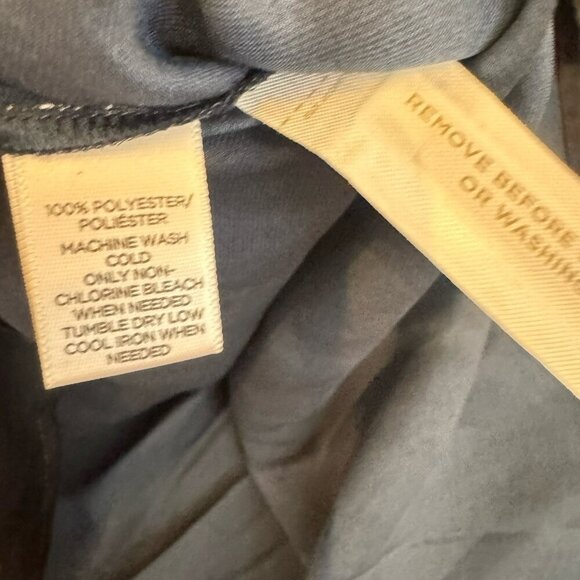 100% POLYESTER/
POLIÉSTER
MACHINE WASH
COLD
ONLY NON-
CHLORINE BLEACH
WHEN NEEDED
TUMBLE DRY LOW
COOL IRON WHEN
NEEDED
REMOVE BEFORE
OR WASHING